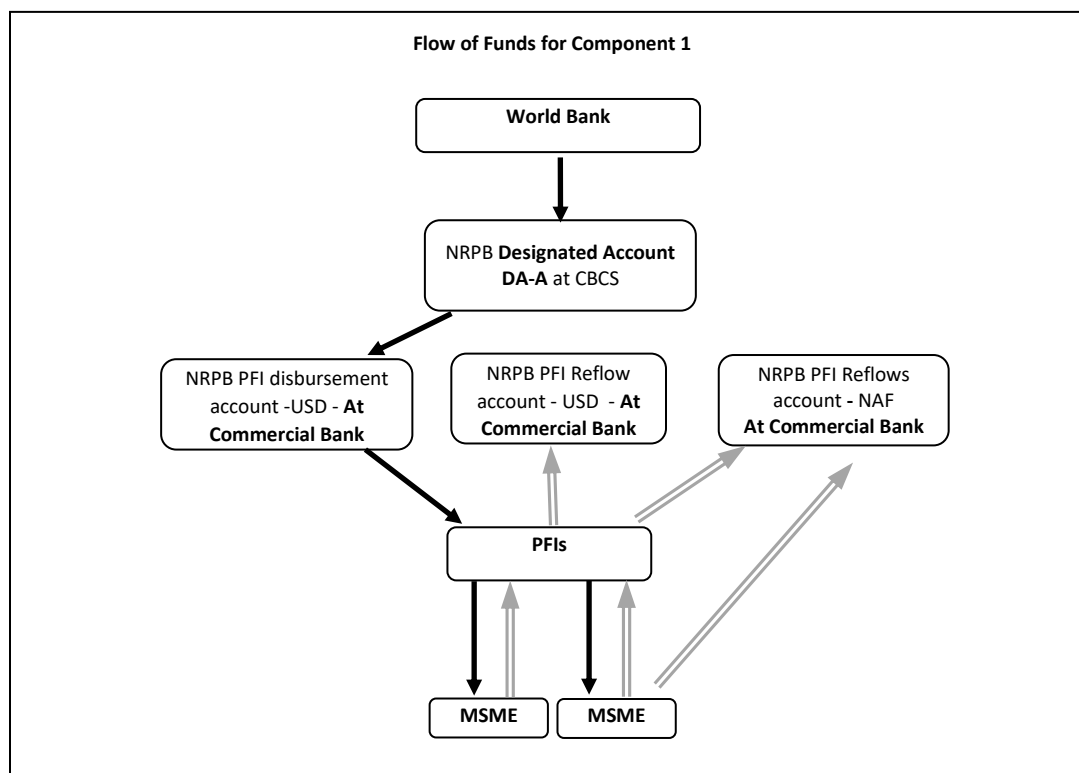 Flow of Funds for Component 1
World Bank
NRPB Designated Account
DA-A at CBCS
NRPB PFI disbursement
account -USD - At
Commercial Bank
NRPB PFI Reflow
account - USD - At
Commercial Bank
NRPB PFI Reflows
account - NAF
At Commercial Bank
PFIs
MSME
MSME